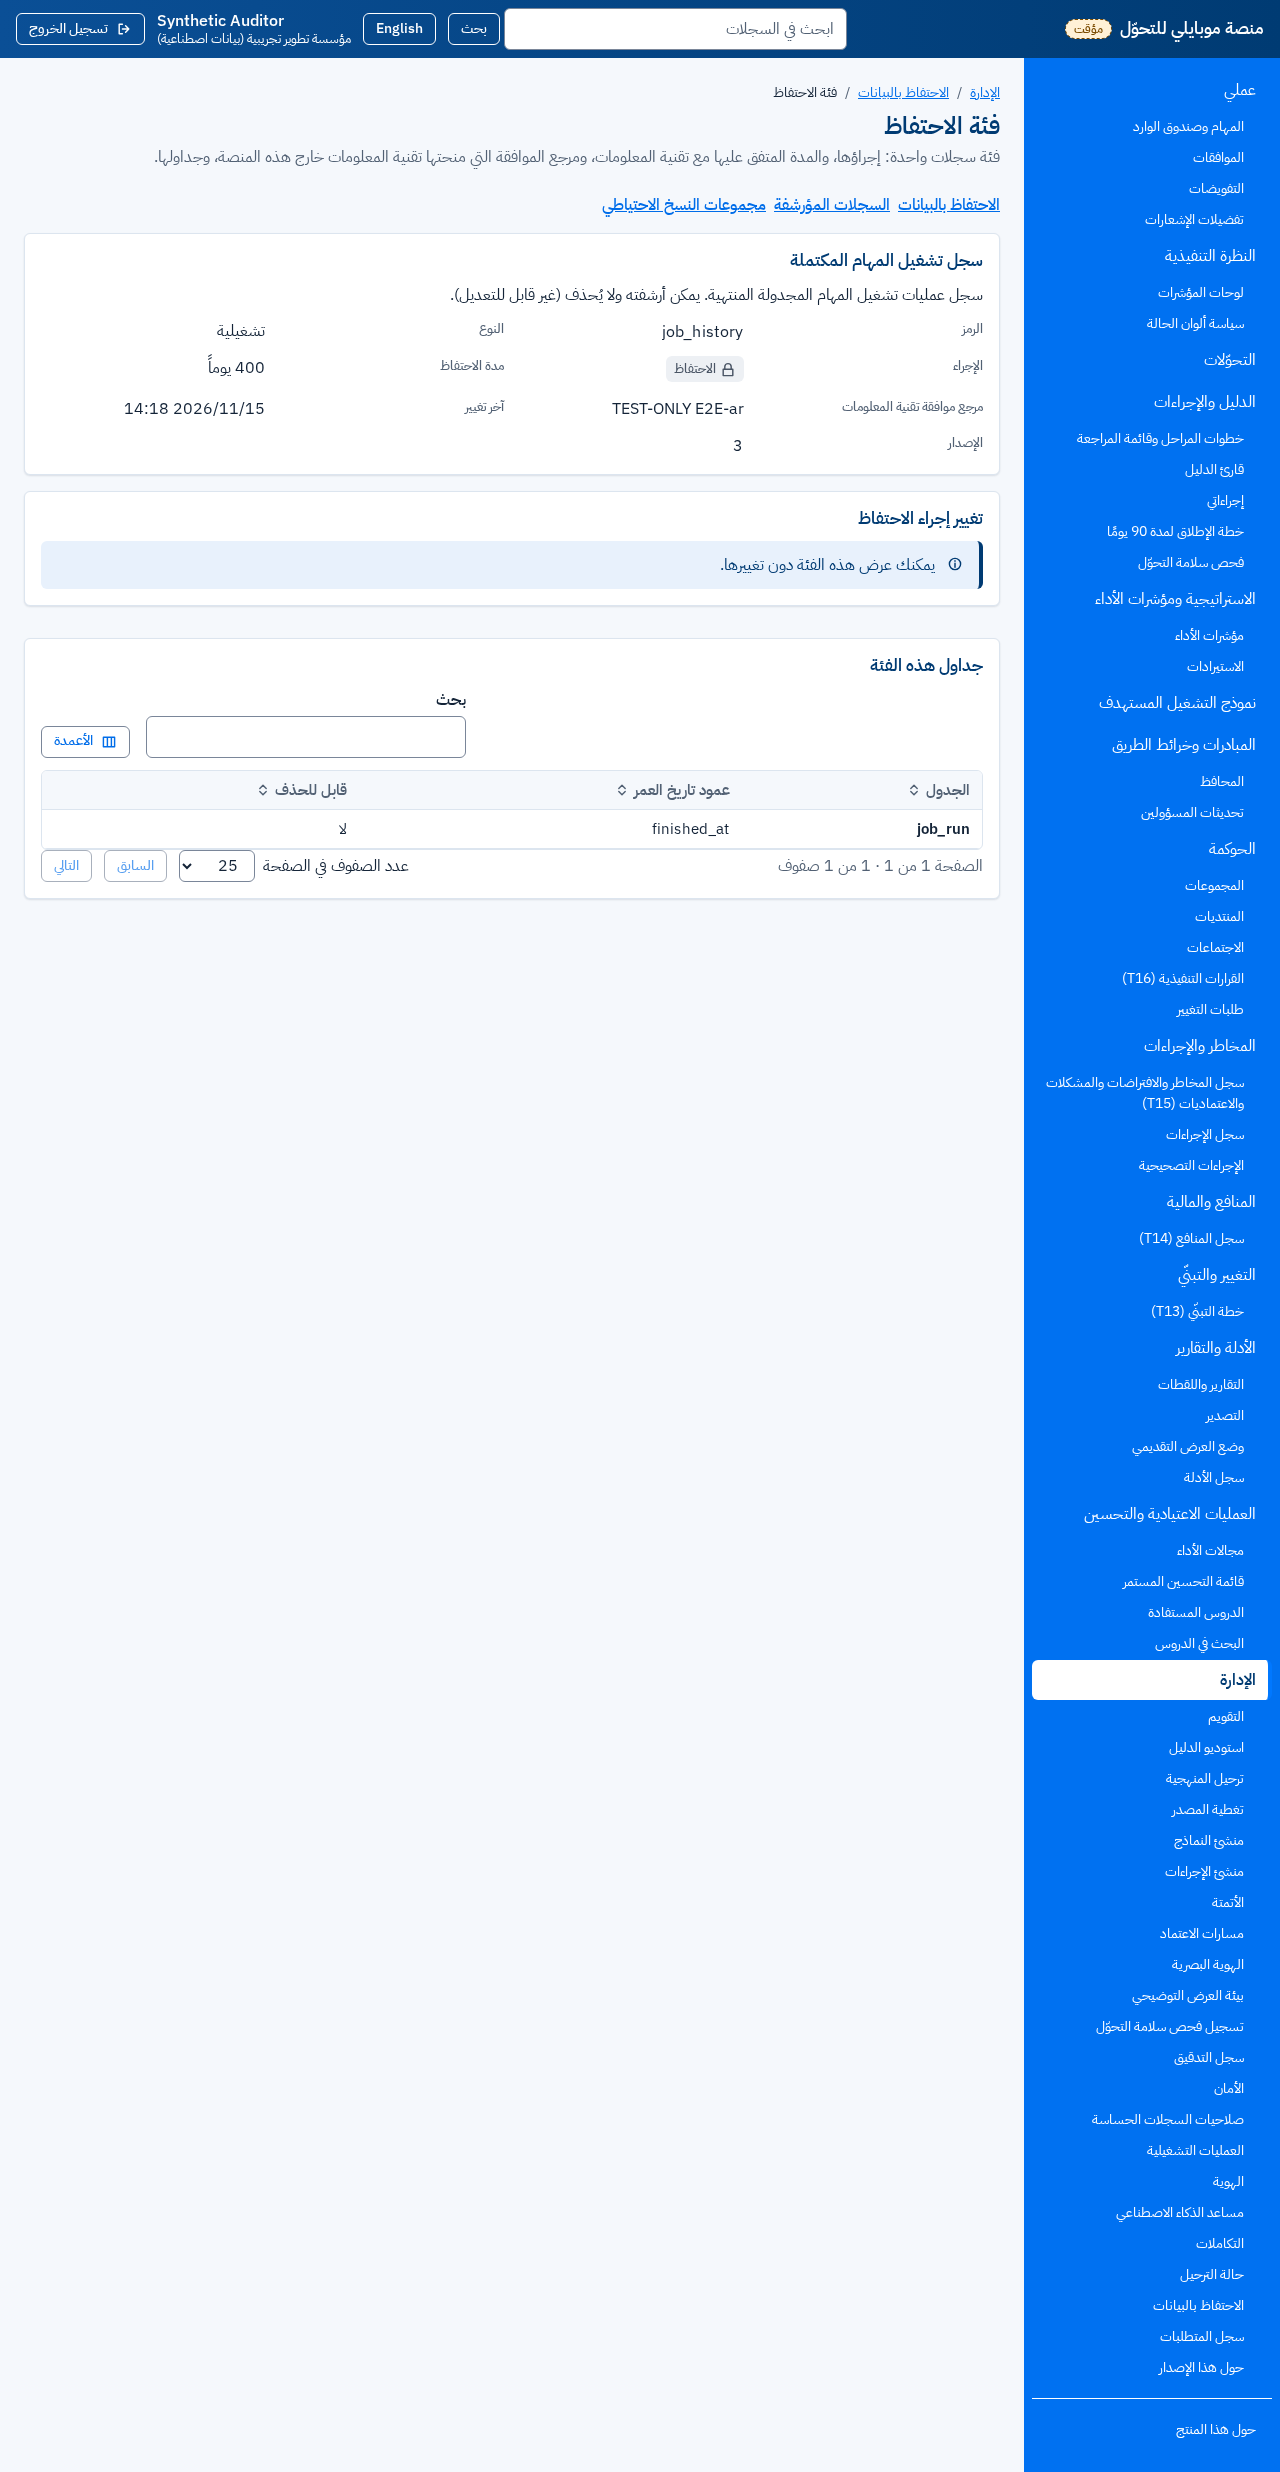 منصة موبايلي للتحوّل
مؤقت
ابحث في السجلات
بحث
English
Synthetic Auditor
مؤسسة تطوير تجريبية (بيانات اصطناعية)
تسجيل الخروج
عملي
المهام وصندوق الوارد
الموافقات
التفويضات
تفضيلات الإشعارات
النظرة التنفيذية
لوحات المؤشرات
سياسة ألوان الحالة
التحوّلات
الدليل والإجراءات
خطوات المراحل وقائمة المراجعة
قارئ الدليل
إجراءاتي
خطة الإطلاق لمدة 90 يومًا
فحص سلامة التحوّل
الاستراتيجية ومؤشرات الأداء
مؤشرات الأداء
الاستيرادات
نموذج التشغيل المستهدف
المبادرات وخرائط الطريق
المحافظ
تحديثات المسؤولين
الحوكمة
المجموعات
المنتديات
الاجتماعات
القرارات التنفيذية (T16)
طلبات التغيير
المخاطر والإجراءات
سجل المخاطر والافتراضات والمشكلات
والاعتماديات (T15)
سجل الإجراءات
الإجراءات التصحيحية
المنافع والمالية
سجل المنافع (T14)
التغيير والتبنّي
خطة التبنّي (T13)
الأدلة والتقارير
التقارير واللقطات
التصدير
وضع العرض التقديمي
سجل الأدلة
العمليات الاعتيادية والتحسين
مجالات الأداء
قائمة التحسين المستمر
الدروس المستفادة
البحث في الدروس
الإدارة
التقويم
استوديو الدليل
ترحيل المنهجية
تغطية المصدر
منشئ النماذج
منشئ الإجراءات
الأتمتة
مسارات الاعتماد
الهوية البصرية
بيئة العرض التوضيحي
تسجيل فحص سلامة التحوّل
سجل التدقيق
الأمان
صلاحيات السجلات الحساسة
العمليات التشغيلية
الهوية
مساعد الذكاء الاصطناعي
التكاملات
حالة الترحيل
الاحتفاظ بالبيانات
سجل المتطلبات
حول هذا الإصدار
حول هذا المنتج
الإدارة / الاحتفاظ بالبيانات / فئة الاحتفاظ
فئة الاحتفاظ
فئة سجلات واحدة: إجراؤها، والمدة المتفق عليها مع تقنية المعلومات، ومرجع الموافقة التي منحتها تقنية المعلومات خارج هذه المنصة، وجداولها.
الاحتفاظ بالبيانات السجلات المؤرشفة مجموعات النسخ الاحتياطي
سجل تشغيل المهام المكتملة
سجل عمليات تشغيل المهام المجدولة المنتهية. يمكن أرشفته ولا يُحذف (غير قابل للتعديل).
الرمز job_history النوع تشغيلية
الإجراء الاحتفاظ مدة الاحتفاظ 400 يوماً
مرجع موافقة تقنية المعلومات TEST-ONLY E2E-ar آخر تغيير 2026/11/15 14:18
الإصدار 3
تغيير إجراء الاحتفاظ
يمكنك عرض هذه الفئة دون تغييرها.
جداول هذه الفئة
بحث
الأعمدة
الجدول عمود تاريخ العمر قابل للحذف
job_run finished_at لا
الصفحة 1 من 1 · 1 من 1 صفوف عدد الصفوف في الصفحة 25 السابق التالي